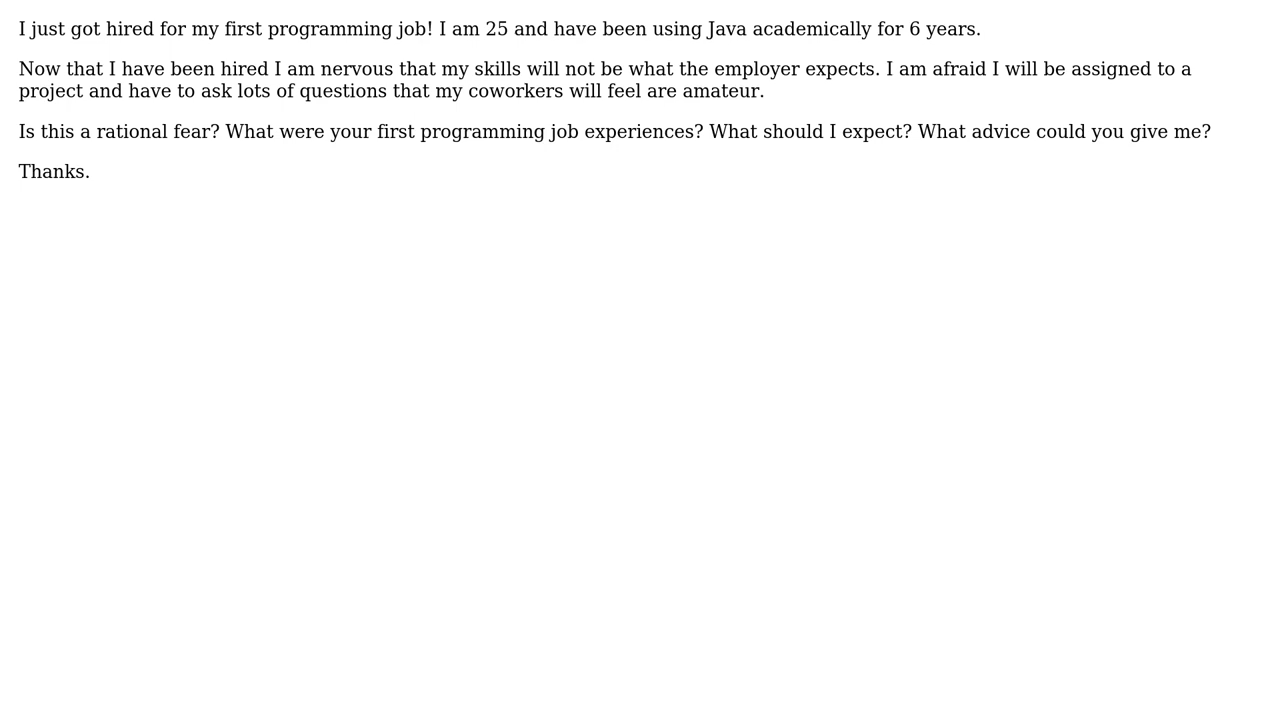 I just got hired for my first programming job! I am 25 and have been using Java academically for 6 years.
Now that I have been hired I am nervous that my skills will not be what the employer expects. I am afraid I will be assigned to a
project and have to ask lots of questions that my coworkers will feel are amateur.
Is this a rational fear? What were your first programming job experiences? What should I expect? What advice could you give me?
Thanks.